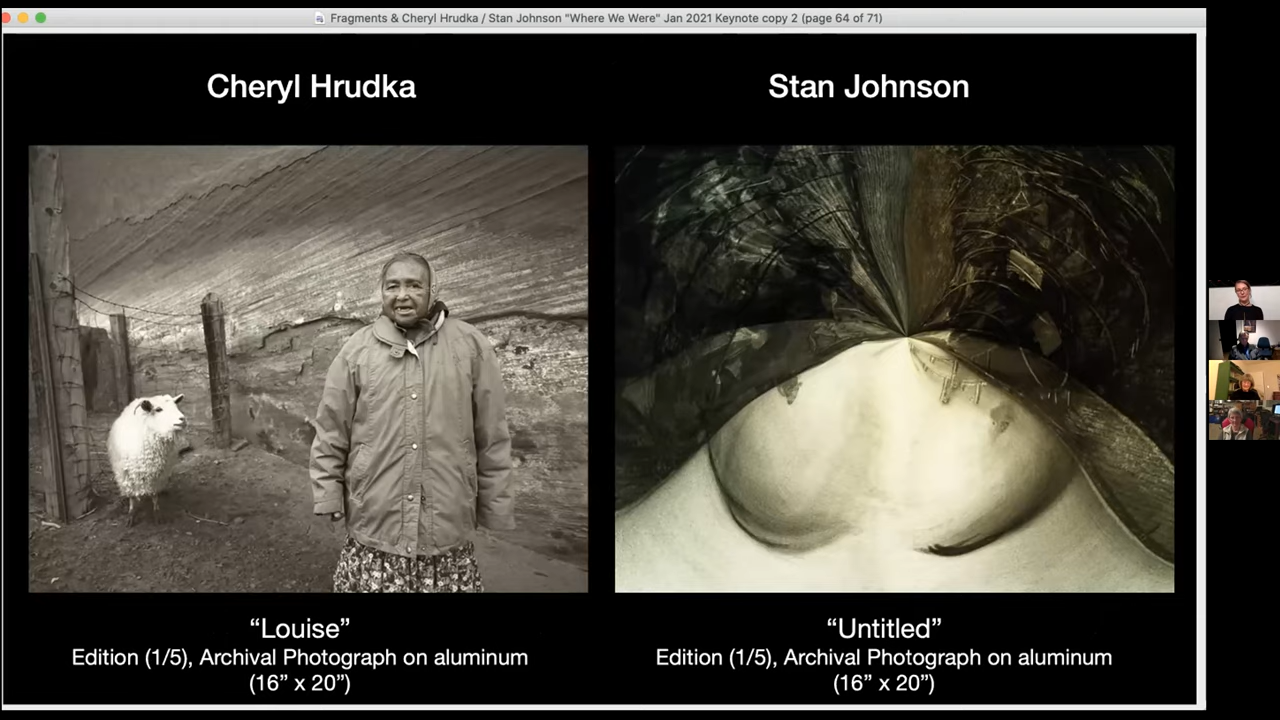 Fragments & Cheryl Hrudka / Stan Johnson "Where We Were" Jan 2021 Keynote copy 2 (page 64 of 71)
Cheryl Hrudka
Stan Johnson
“Louise”
Edition (1/5), Archival Photograph on aluminum
(16” x 20”)
“Untitled”
Edition (1/5), Archival Photograph on aluminum
(16” x 20”)